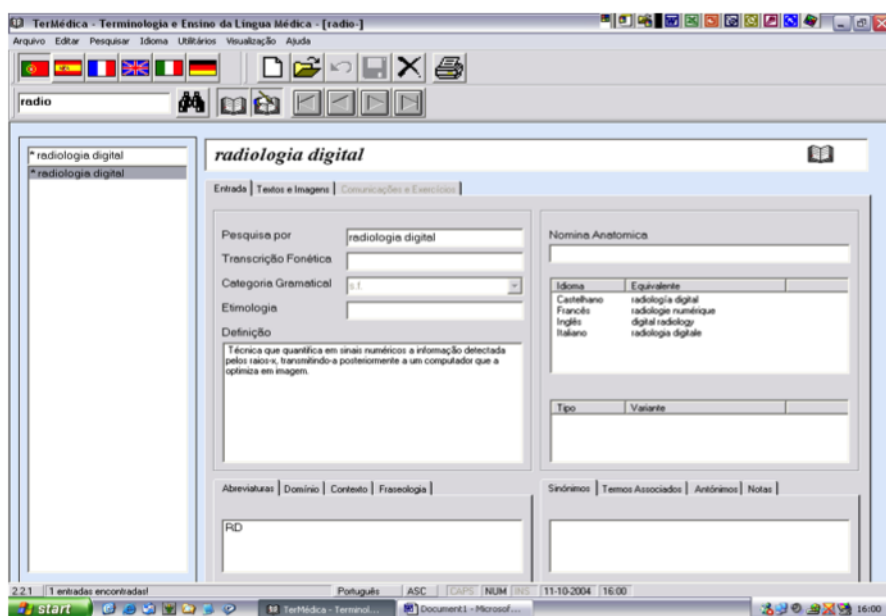 TerMédica - Terminologia e Ensino da Língua Médica - [radio-]
Arquivo Editar Pesquisar Idioma Utilitários Visualização Ajuda
radio
* radiologia digital
* radiologia digital
radiologia digital
Entrada Textos e Imagens Comunicações e Exercícios
Pesquisa por radiologia digital
Transcrição Fonética
Categoria Gramatical s.f.
Etimologia
Definição
Técnica que quantifica em sinais numéricos a informação detectada
pelos raios-x, transmitindo-a posteriormente a um computador que a
optimiza em imagem.
Nomina Anatomica
Idioma Equivalente
Castelhano radiología digital
Francês radiologie numérique
Inglês digital radiology
Italiano radiologia digitale
Tipo Variante
Abreviaturas Domínio Contexto Fraseologia
RD
Sinónimos Termos Associados Antónimos Notas
2.2.1 1 entradas encontradas! Português ASC CAPS NUM INS 11-10-2004 16:00
start TerMédica - Terminol... Document1 - Microsof... 16:00